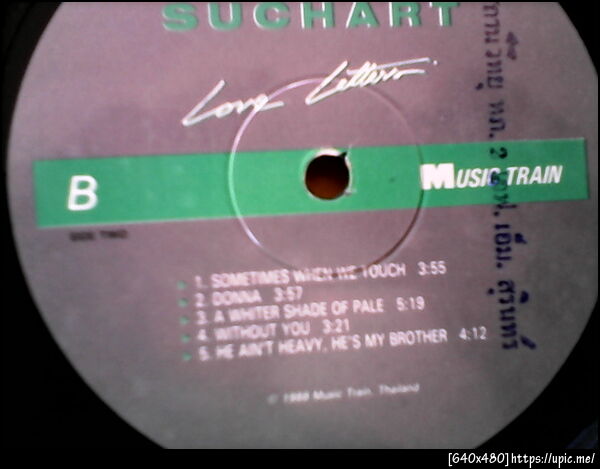 SUCHART
Love Letters
B
MUSIC TRAIN
SIDE TWO
1. SOMETIMES WHEN WE TOUCH 3:55
2. DONNA 3:57
3. A WHITER SHADE OF PALE 5:19
4. WITHOUT YOU 3:21
5. HE AIN'T HEAVY, HE'S MY BROTHER 4:12
Music Train, Thailand
[640x480]https://upic.me/